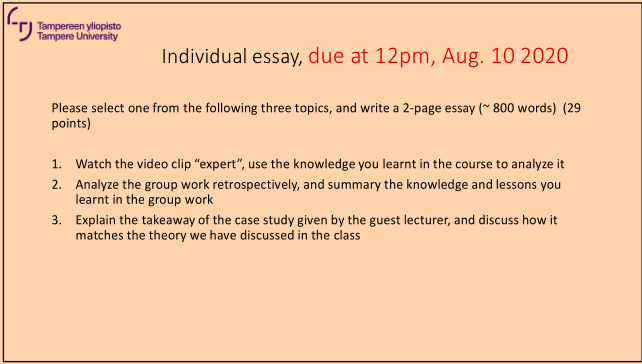 Tampereen yliopisto
Tampere University
Individual essay, due at 12pm, Aug. 10 2020
Please select one from the following three topics, and write a 2-page essay (~ 800 words) (29
points)
1. Watch the video clip “expert”, use the knowledge you learnt in the course to analyze it
2. Analyze the group work retrospectively, and summary the knowledge and lessons you
learnt in the group work
3. Explain the takeaway of the case study given by the guest lecturer, and discuss how it
matches the theory we have discussed in the class